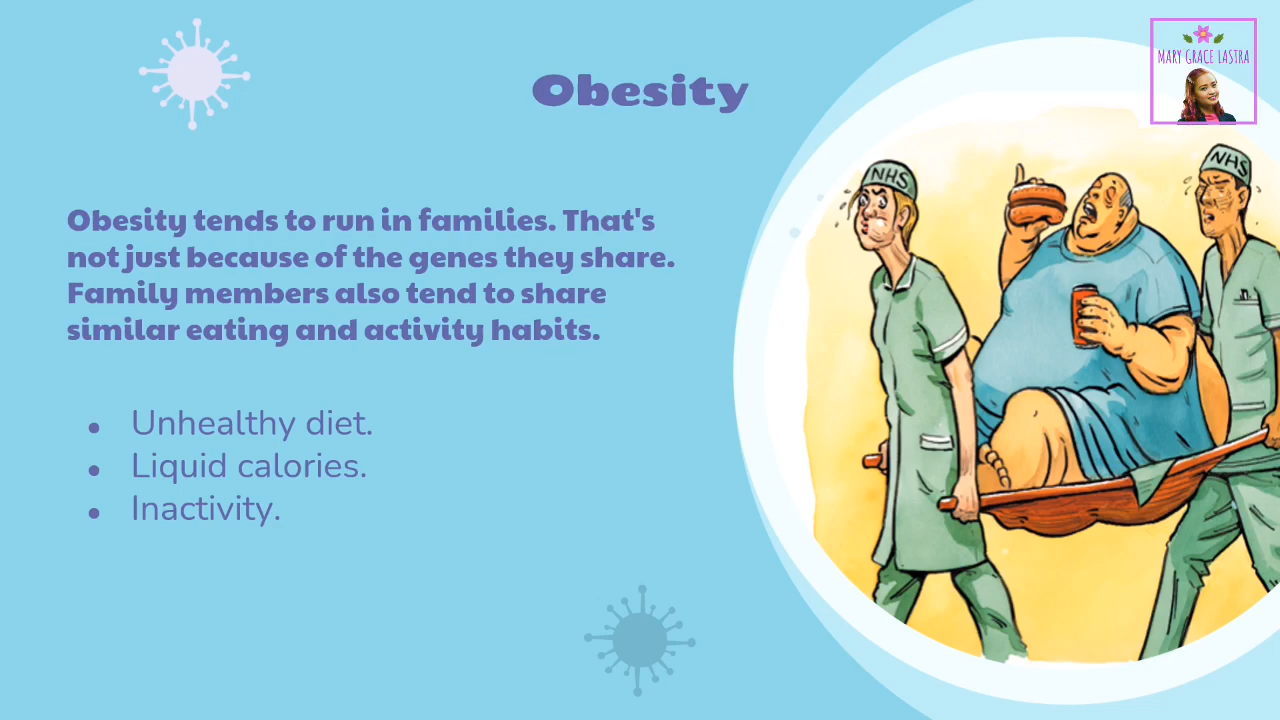 MARY GRACE LASTRA
Obesity
Obesity tends to run in families. That's
not just because of the genes they share.
Family members also tend to share
similar eating and activity habits.
● Unhealthy diet.
● Liquid calories.
● Inactivity.
NHS
NHS